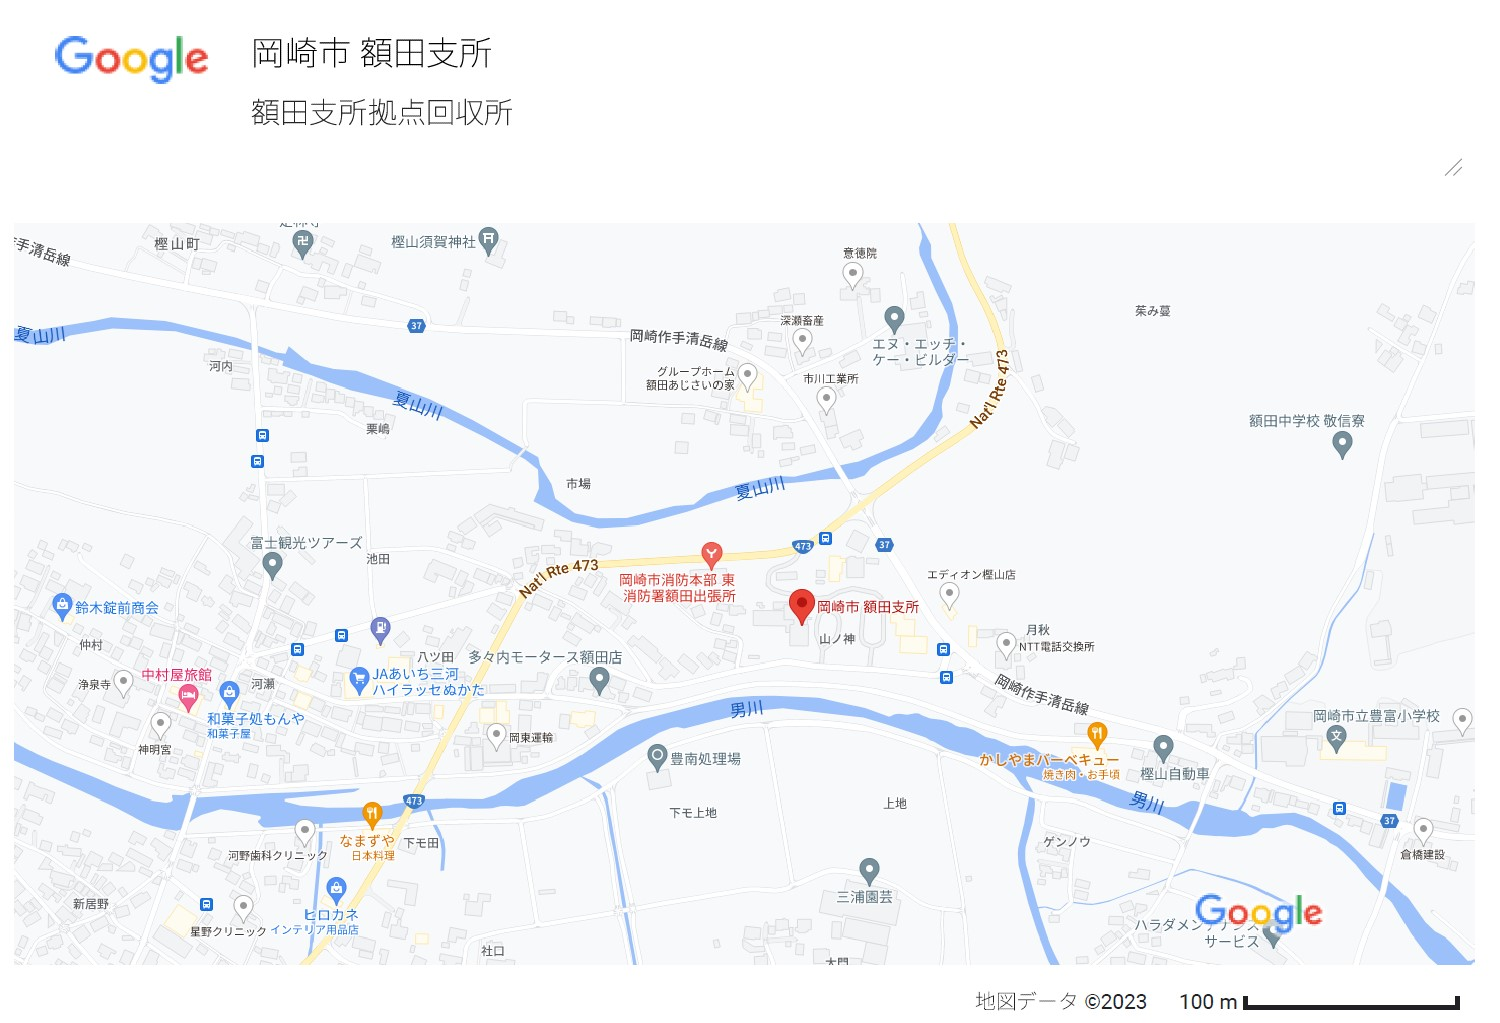 Google
岡崎市 額田支所
額田支所拠点回収所
樫山町
樫山須賀神社
意徳院
夏山川
37
岡崎作手清岳線
深瀬畜産
エヌ・エッチ・
ケー・ビルダー
茱み蔓
河内
グループホーム
額田あじさいの家
市川工業所
Nat'l Rte 473
夏山川
栗嶋
額田中学校 敬信寮
市場
夏山川
富士観光ツアーズ
池田
Nat'l Rte 473
473
37
岡崎市消防本部 東
消防署額田出張所
エディオン樫山店
鈴木錠前商会
岡崎市 額田支所
仲村
山ノ神
月秋
NTT電話交換所
八ツ田
多々内モータース額田店
中村屋旅館
浄泉寺
河瀬
JAあいち三河
ハイラッセぬかた
岡崎作手清岳線
和菓子処もんや
和菓子屋
男川
岡崎市立豊富小学校
神明宮
岡東運輸
豊南処理場
かしやまバーベキュー
焼き肉・お手頃
樫山自動車
473
下モ上地
上地
男川
37
なまずや
日本料理
下モ田
河野歯科クリニック
ゲンノウ
倉橋建設
三浦園芸
新居野
ヒロカネ
インテリア用品店
星野クリニック
Google
ハラダメンテナンス
サービス
社口
大門
地図データ ©2023
100 m